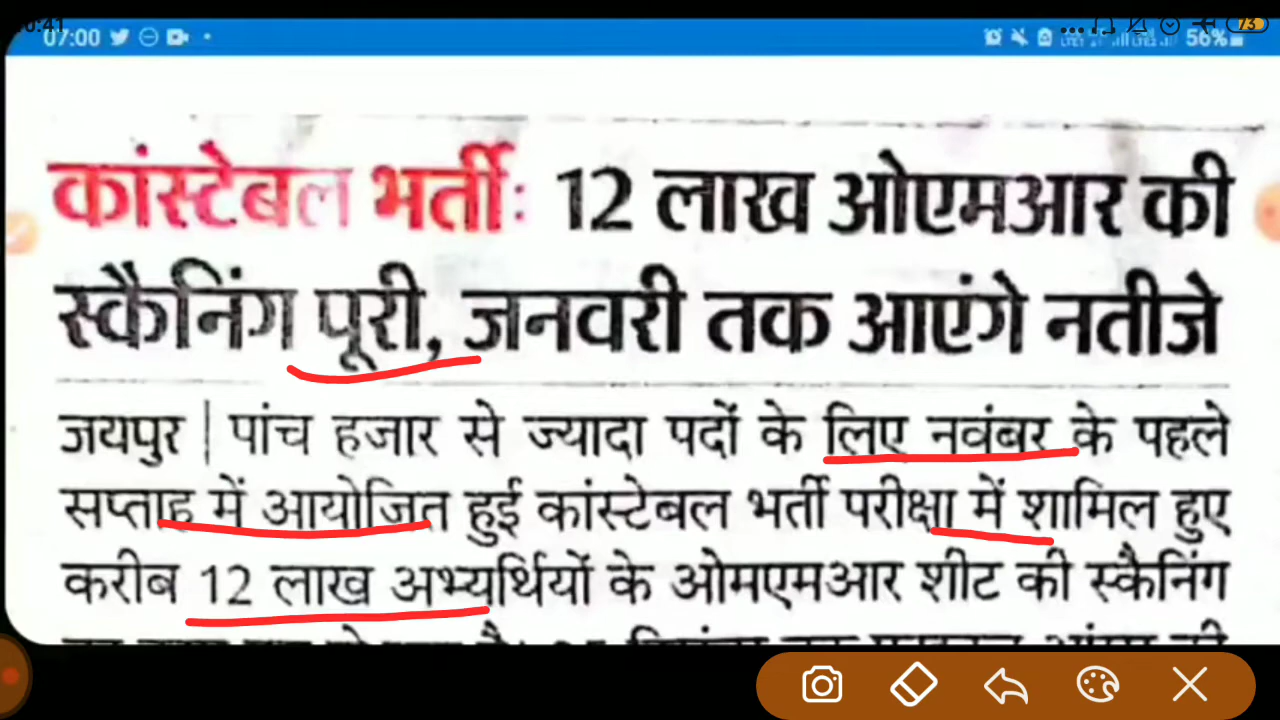 07:00
56%
73
कांस्टेबल भर्ती: 12 लाख ओएमआर की
स्कैनिंग पूरी, जनवरी तक आएंगे नतीजे
जयपुर | पांच हजार से ज्यादा पदों के लिए नवंबर के पहले
सप्ताह में आयोजित हुई कांस्टेबल भर्ती परीक्षा में शामिल हुए
करीब 12 लाख अभ्यर्थियों के ओमएमआर शीट की स्कैनिंग